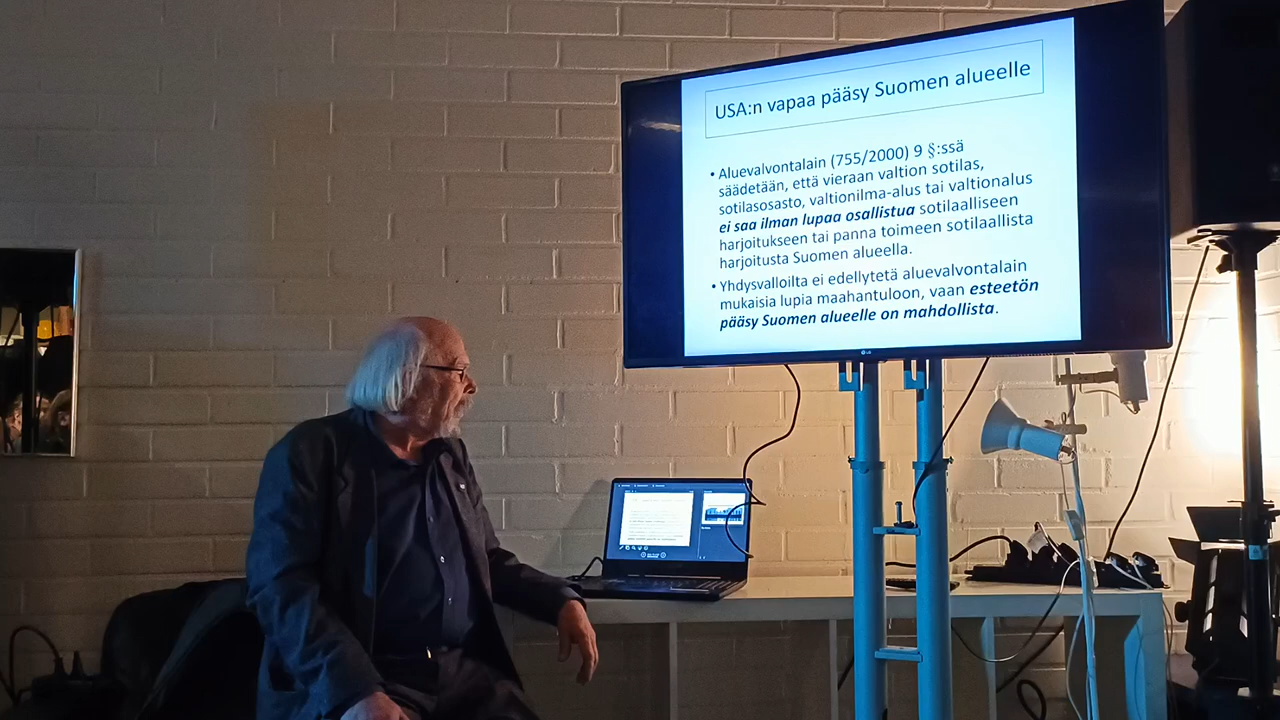 USA:n vapaa pääsy Suomen alueelle
• Aluevalvontalain (755/2000) 9 §:ssä
säädetään, että vieraan valtion sotilas,
sotilasosasto, valtionilma-alus tai valtionalus
ei saa ilman lupaa osallistua sotilaalliseen
harjoitukseen tai panna toimeen sotilaallista
harjoitusta Suomen alueella.
• Yhdysvalloilta ei edellytetä aluevalvontalain
mukaisia lupia maahantuloon, vaan esteetön
pääsy Suomen alueelle on mahdollista.
LG